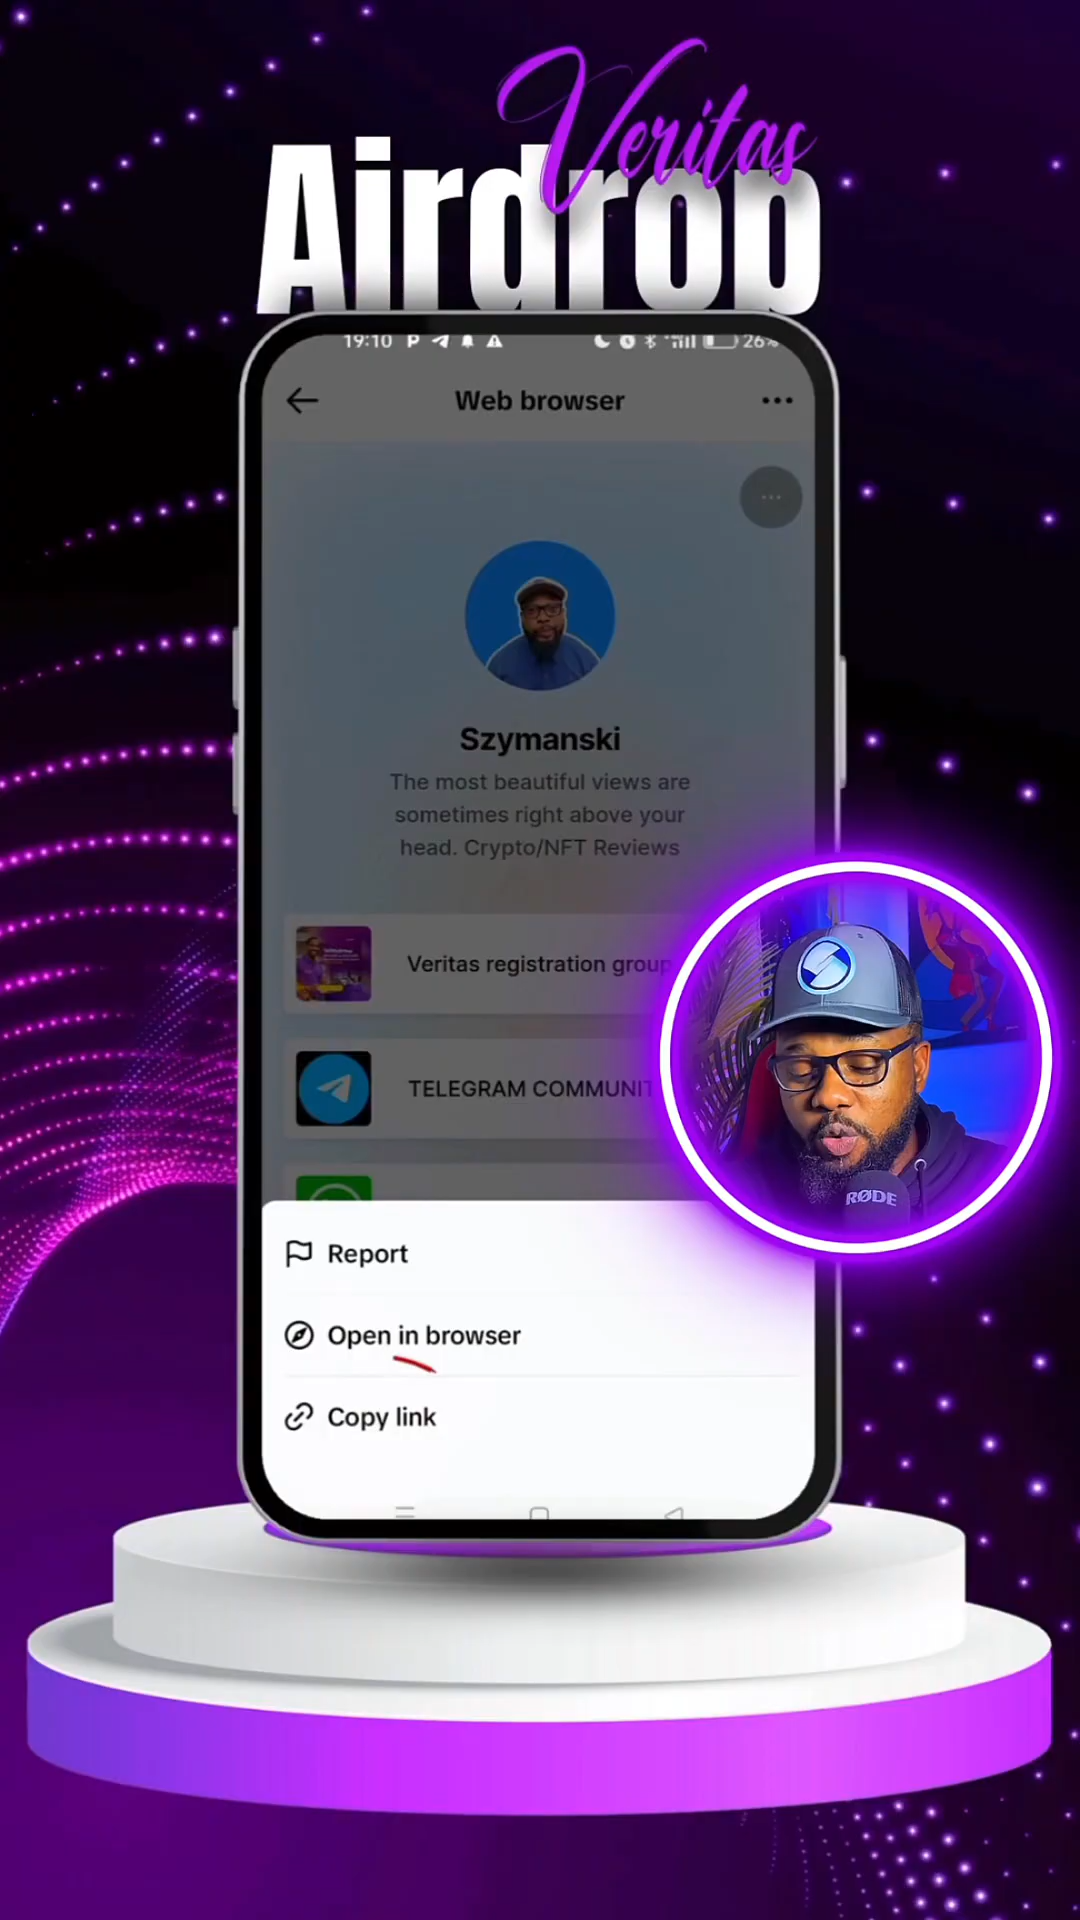 Veritas
Airdrop
19:10 P 26%
Web browser
Szymanski
The most beautiful views are
sometimes right above your
head. Crypto/NFT Reviews
Veritas registration group
TELEGRAM COMMUNIT
RØDE
Report
Open in browser
Copy link